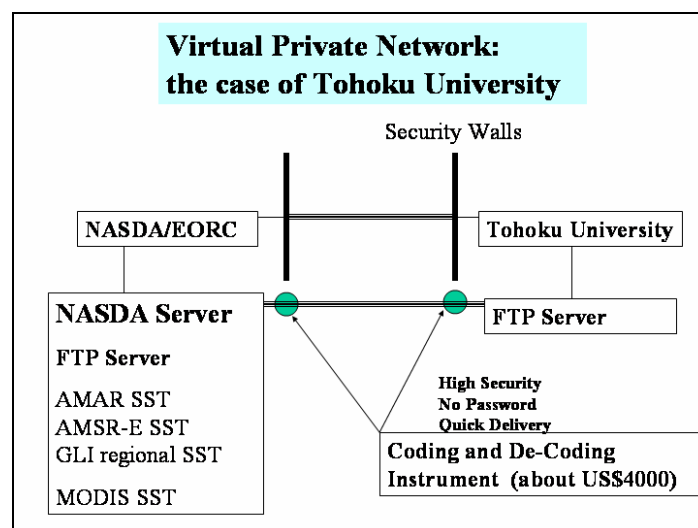 Virtual Private Network:
the case of Tohoku University
Security Walls
NASDA/EORC
Tohoku University
NASDA Server
FTP Server
AMAR SST
AMSR-E SST
GLI regional SST
MODIS SST
FTP Server
High Security
No Password
Quick Delivery
Coding and De-Coding
Instrument (about US$4000)